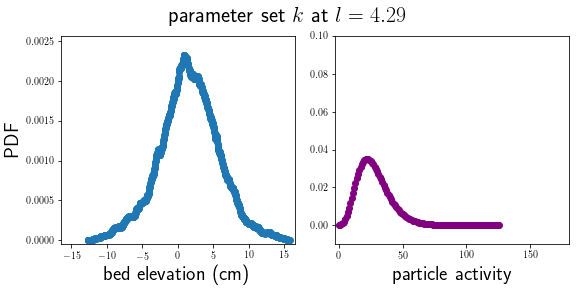 parameter set k at l = 4.29
PDF
0.0025
0.0020
0.0015
0.0010
0.0005
0.0000
−15 −10 −5 0 5 10 15
bed elevation (cm)
0.10
0.08
0.06
0.04
0.02
0.00
0 50 100 150
particle activity